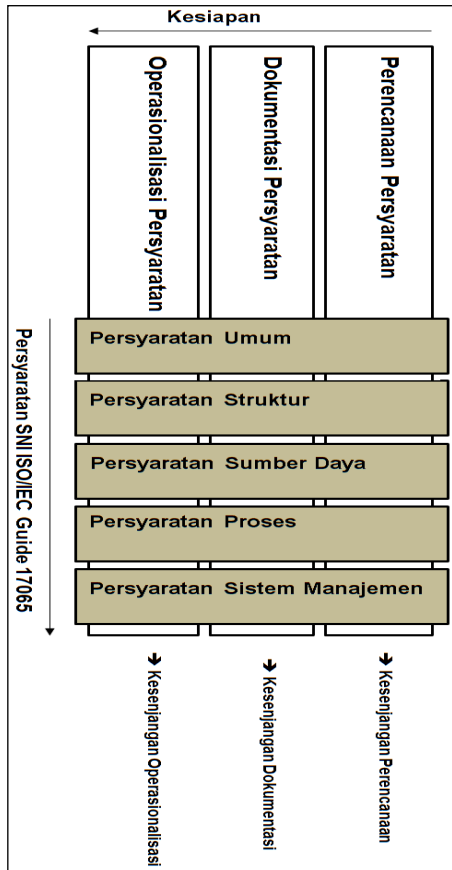 Kesiapan
Operasionalisasi Persyaratan
Dokumentasi Persyaratan
Perencanaan Persyaratan
Persyaratan SNI ISO/IEC Guide 17065
Persyaratan Umum
Persyaratan Struktur
Persyaratan Sumber Daya
Persyaratan Proses
Persyaratan Sistem Manajemen
→ Kesenjangan Operasionalisasi
→ Kesenjangan Dokumentasi
→ Kesenjangan Perencanaan